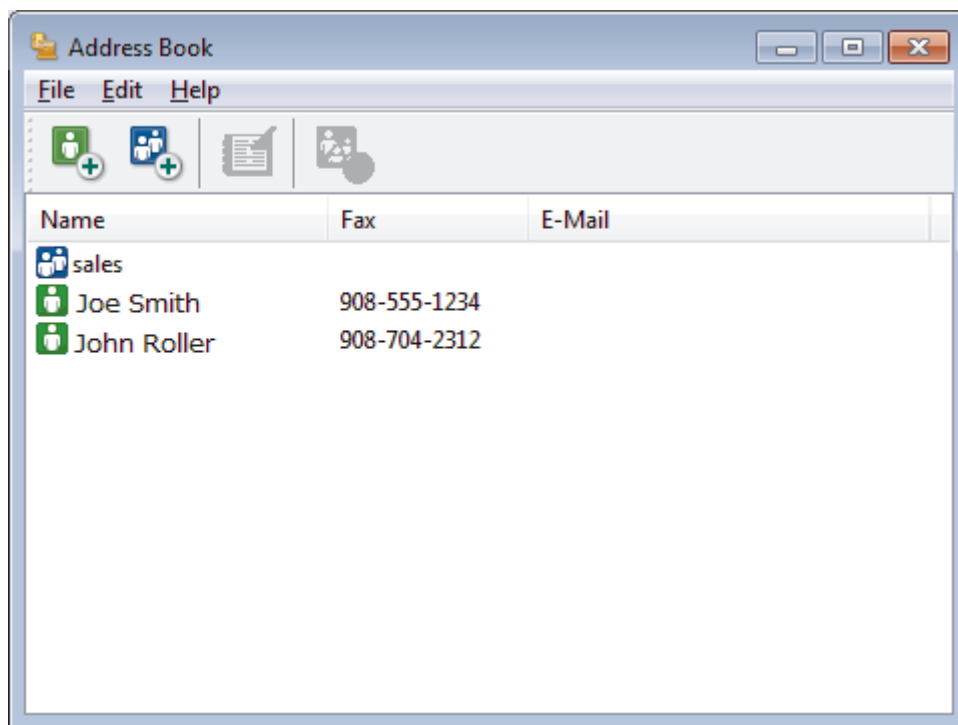 Address Book
File Edit Help
Name Fax E-Mail
sales
Joe Smith 908-555-1234
John Roller 908-704-2312